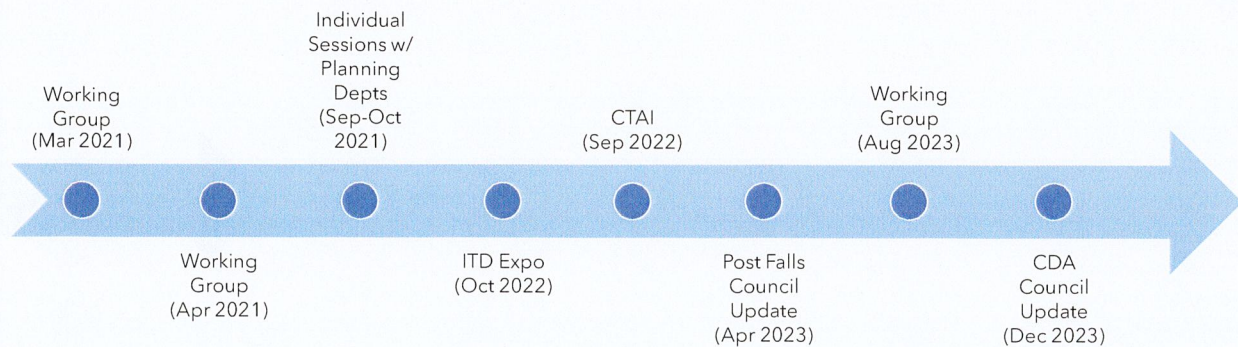 Working
Group
(Mar 2021)
Working
Group
(Apr 2021)
Individual
Sessions w/
Planning
Depts
(Sep-Oct
2021)
ITD Expo
(Oct 2022)
CTAI
(Sep 2022)
Post Falls
Council
Update
(Apr 2023)
Working
Group
(Aug 2023)
CDA
Council
Update
(Dec 2023)